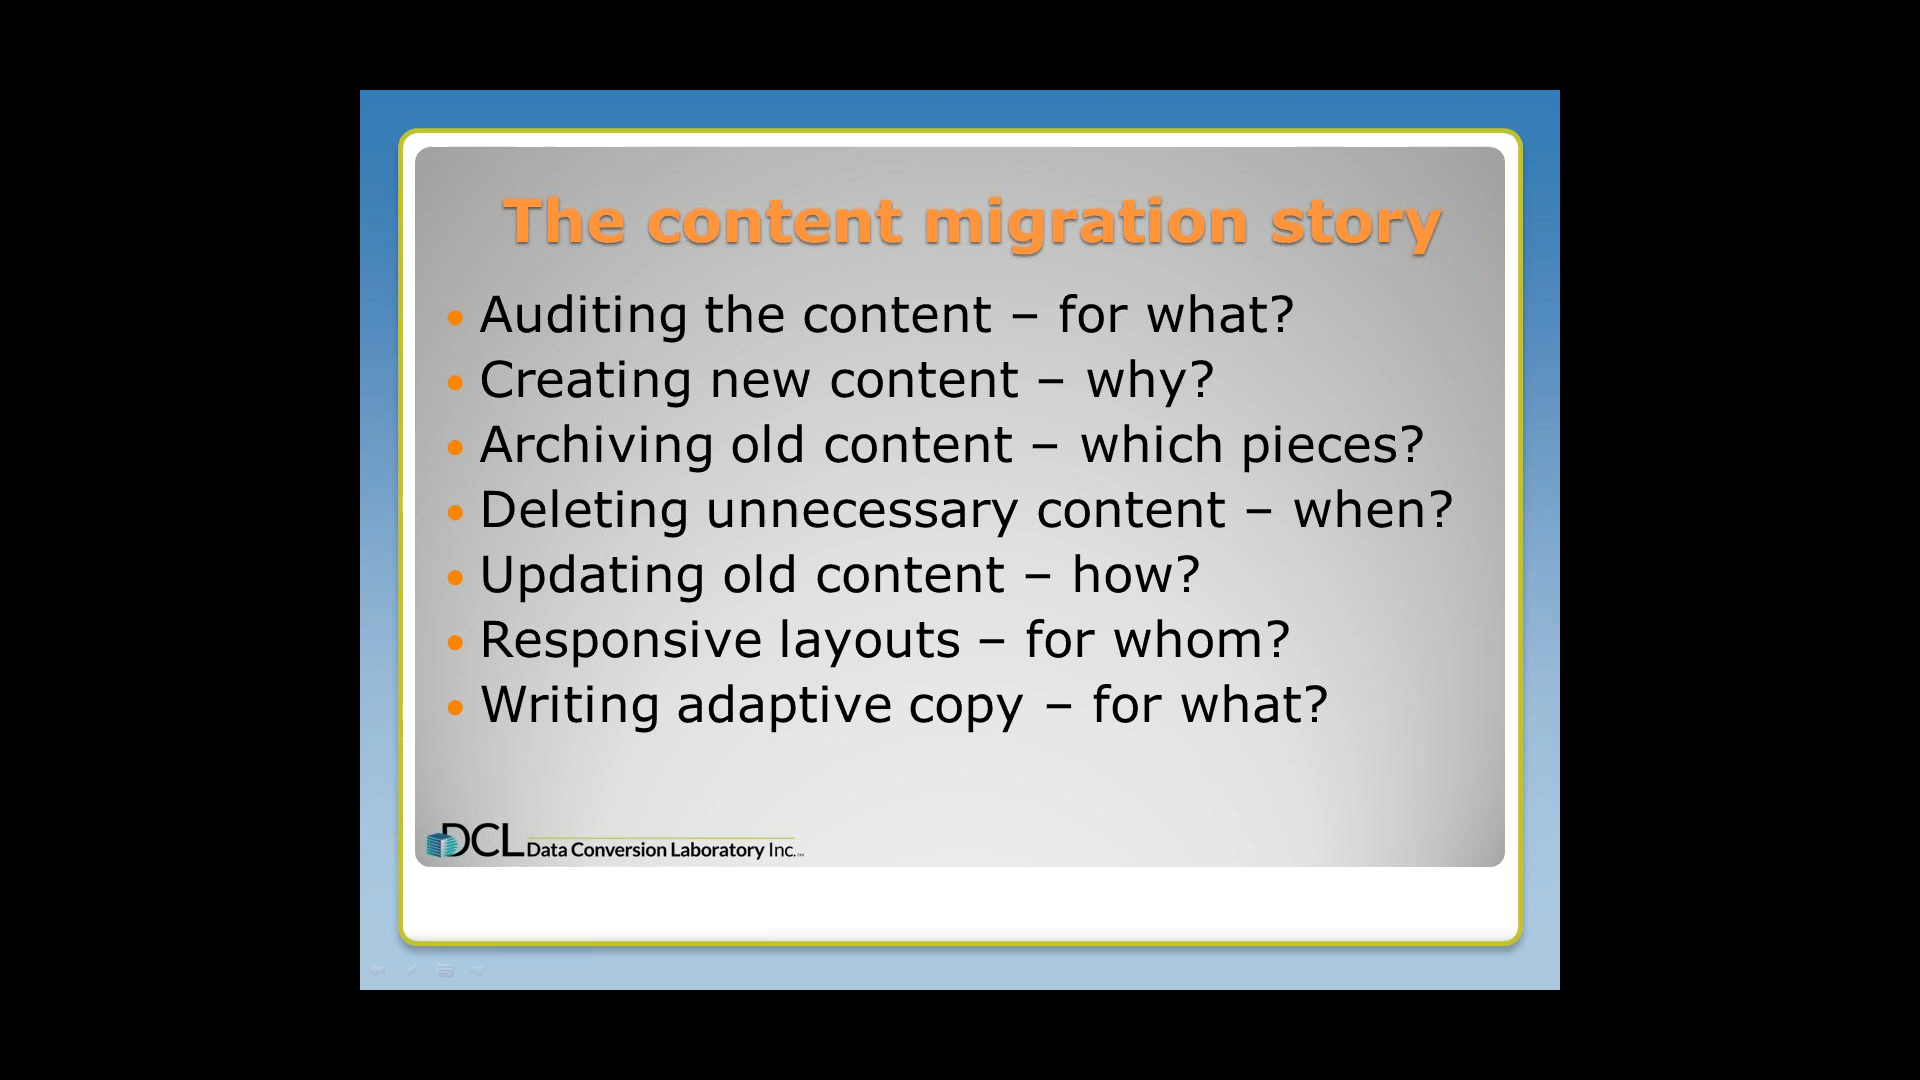 The content migration story
Auditing the content – for what?
Creating new content – why?
Archiving old content – which pieces?
Deleting unnecessary content – when?
Updating old content – how?
Responsive layouts – for whom?
Writing adaptive copy – for what?
DCL Data Conversion Laboratory Inc.™